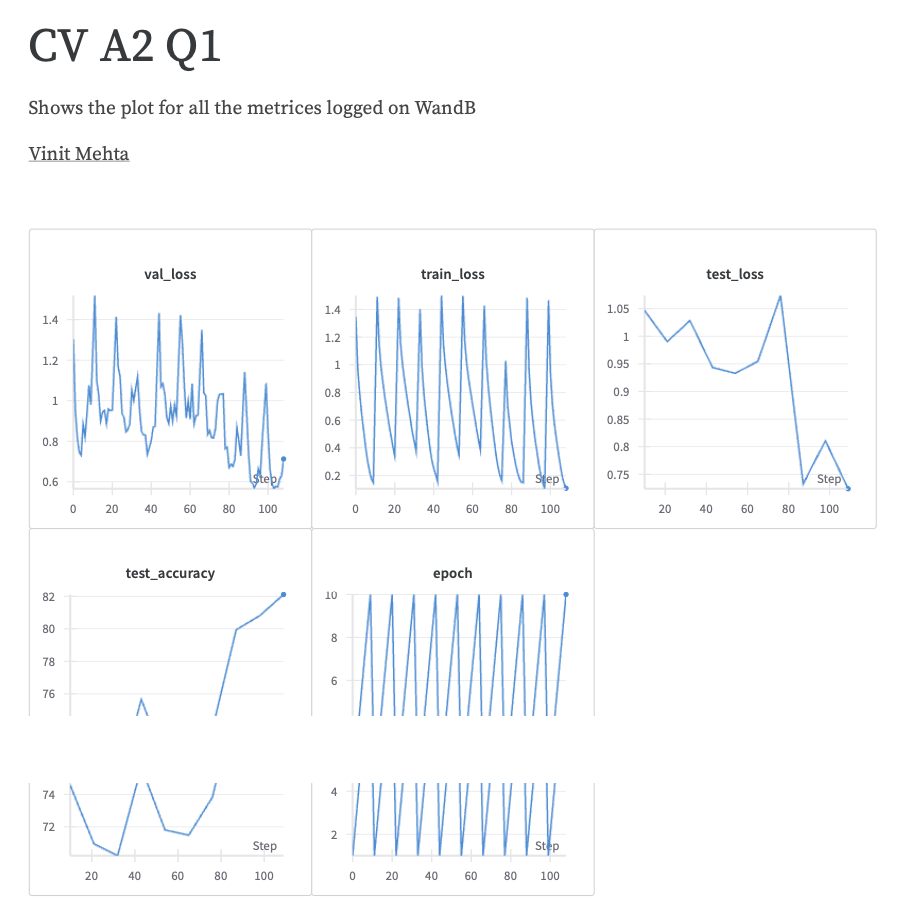 CV A2 Q1
Shows the plot for all the metrices logged on WandB
Vinit Mehta
val_loss
1.4
1.2
1
0.8
0.6
Step
0 20 40 60 80 100
train_loss
1.4
1.2
1
0.8
0.6
0.4
0.2
Step
0 20 40 60 80 100
test_loss
1.05
1
0.95
0.9
0.85
0.8
0.75
Step
20 40 60 80 100
test_accuracy
82
80
78
76
74
72
Step
20 40 60 80 100
epoch
10
8
6
4
2
Step
0 20 40 60 80 100